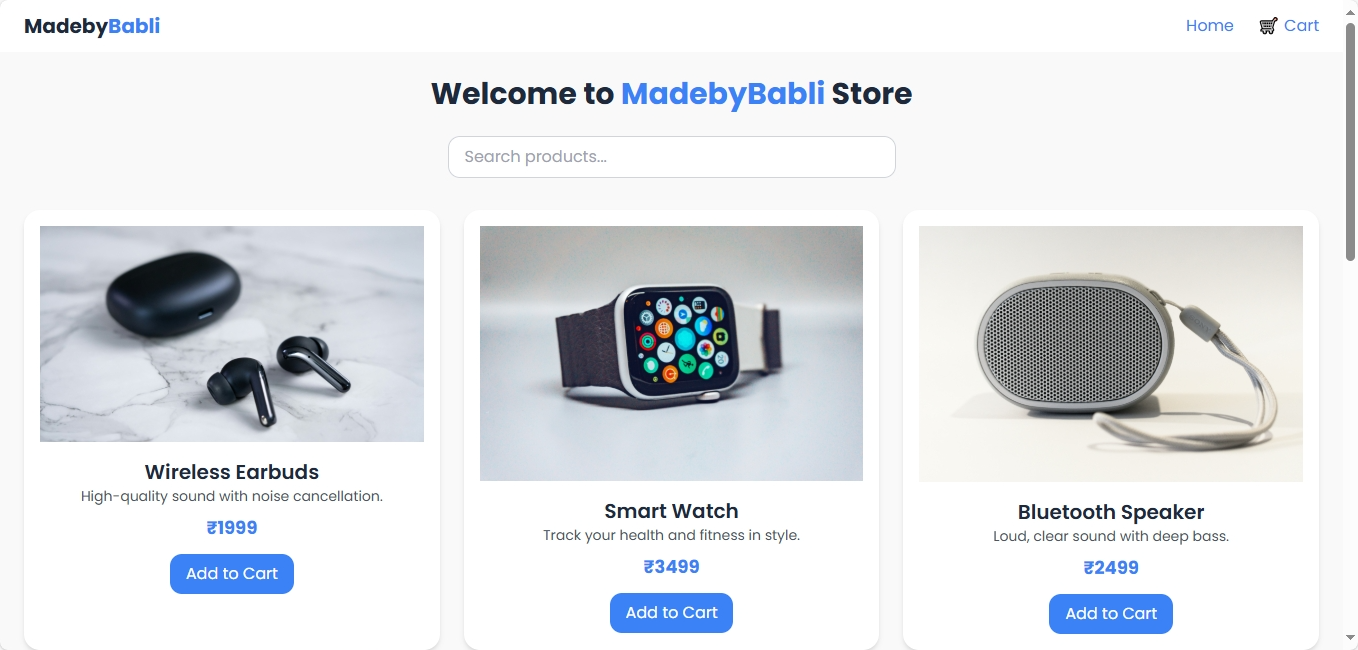 MadebyBabli
Home
Cart
Welcome to MadebyBabli Store
Search products...
Wireless Earbuds
High-quality sound with noise cancellation.
₹1999
Add to Cart
Smart Watch
Track your health and fitness in style.
₹3499
Add to Cart
Bluetooth Speaker
Loud, clear sound with deep bass.
₹2499
Add to Cart